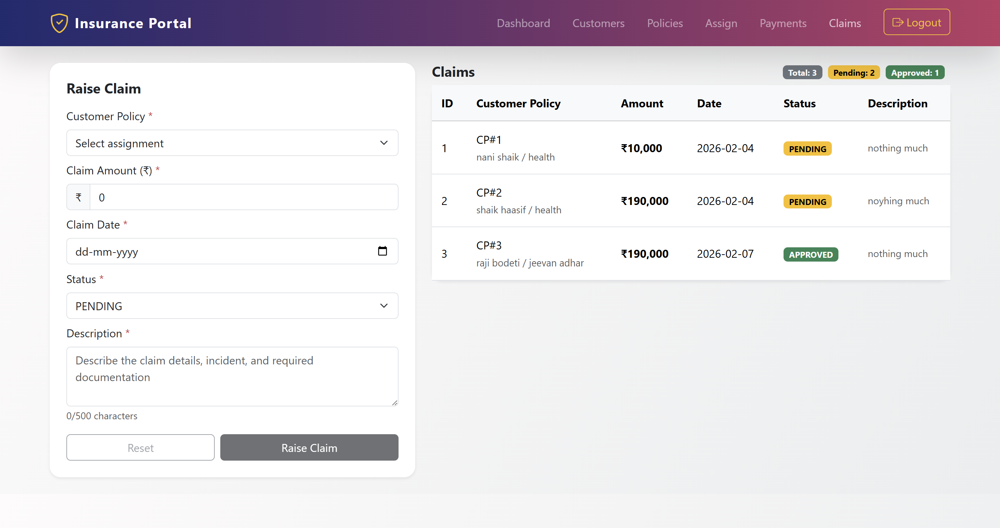 Insurance Portal
Dashboard Customers Policies Assign Payments Claims Logout
Raise Claim
Customer Policy *
Select assignment
Claim Amount (₹) *
₹ 0
Claim Date *
dd-mm-yyyy
Status *
PENDING
Description *
Describe the claim details, incident, and required
documentation
0/500 characters
Reset Raise Claim
Claims Total: 3 Pending: 2 Approved: 1
ID Customer Policy Amount Date Status Description
1 CP#1 ₹10,000 2026-02-04 PENDING nothing much
nani shaik / health
2 CP#2 ₹190,000 2026-02-04 PENDING noyhing much
shaik haasif / health
3 CP#3 ₹190,000 2026-02-07 APPROVED nothing much
raji bodeti / jeevan adhar